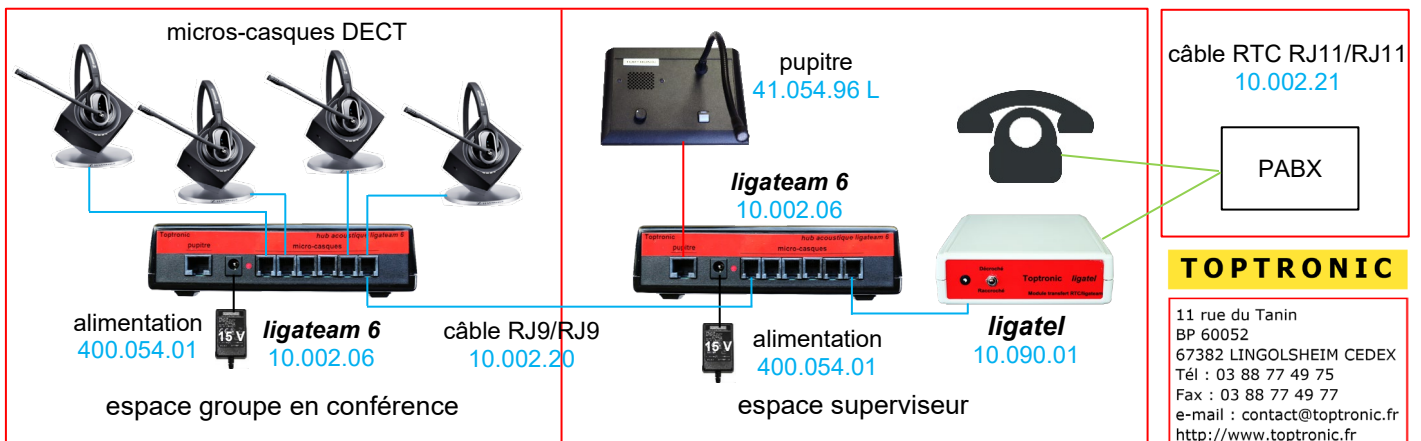 micros-casques DECT
Toptronic
hub acoustique ligateam 6
pupitre
micro-casques
alimentation
400.054.01
15 V
ligateam 6
10.002.06
câble RJ9/RJ9
10.002.20
espace groupe en conférence
TOPTRONIC
pupitre
41.054.96 L
ligateam 6
10.002.06
Toptronic
hub acoustique ligateam 6
pupitre
micro-casques
15 V
alimentation
400.054.01
Décroché
Toptronic ligatel
Raccroché
Module transfert RTC/ligateam
ligatel
10.090.01
espace superviseur
câble RTC RJ11/RJ11
10.002.21
PABX
TOPTRONIC
11 rue du Tanin
BP 60052
67382 LINGOLSHEIM CEDEX
Tél : 03 88 77 49 75
Fax : 03 88 77 49 77
e-mail : contact@toptronic.fr
http://www.toptronic.fr